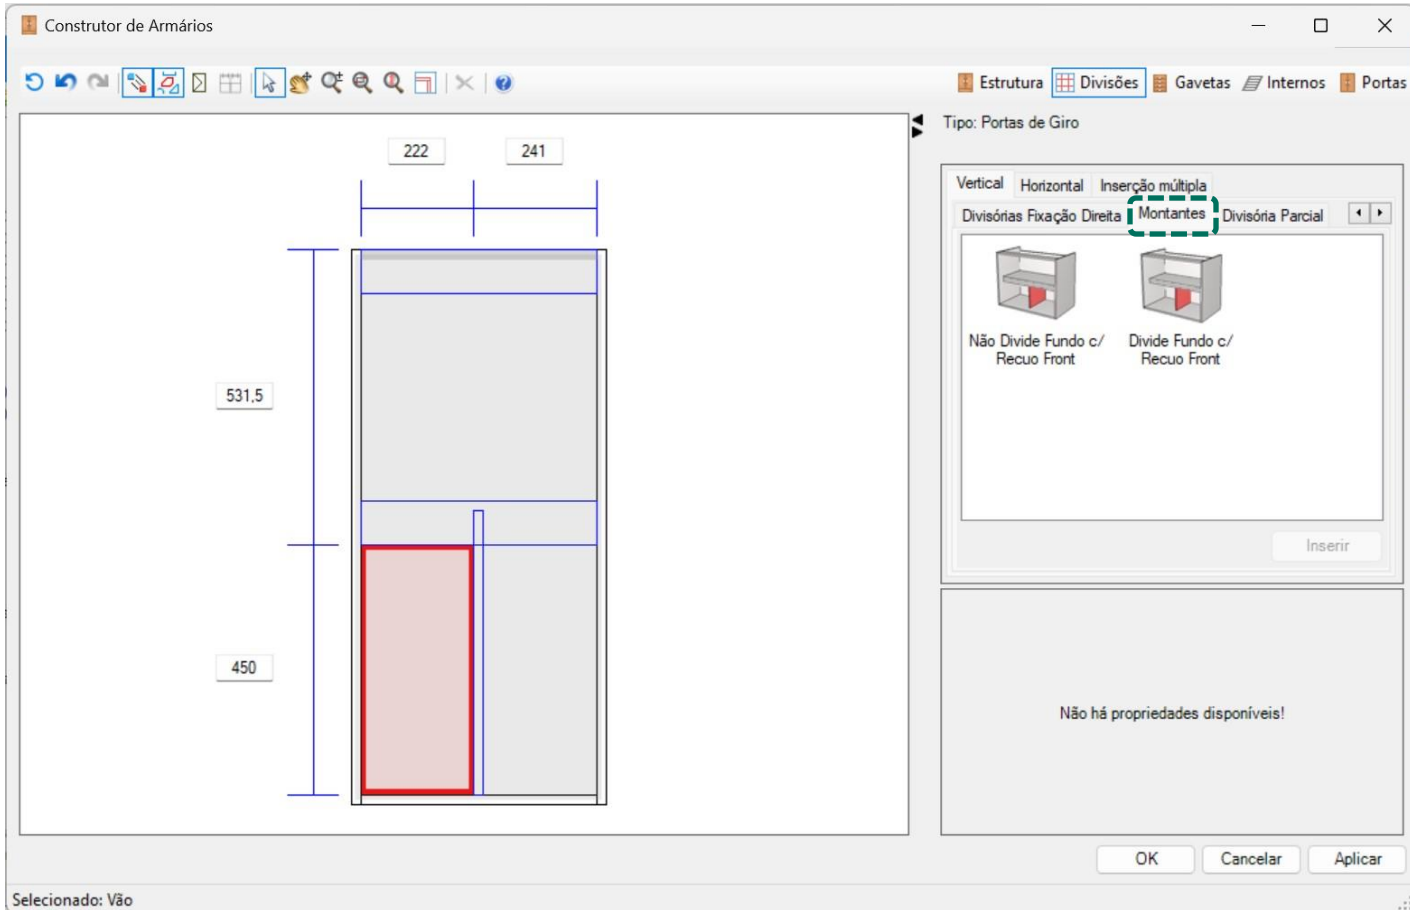 Construtor de Armários
Estrutura Divisões Gavetas Internos Portas
Tipo: Portas de Giro
222 241
531,5
450
Vertical Horizontal Inserção múltipla
Divisórias Fixação Direita Montantes Divisória Parcial
Não Divide Fundo c/
Recuo Front
Divide Fundo c/
Recuo Front
Inserir
Não há propriedades disponíveis!
OK Cancelar Aplicar
Selecionado: Vão